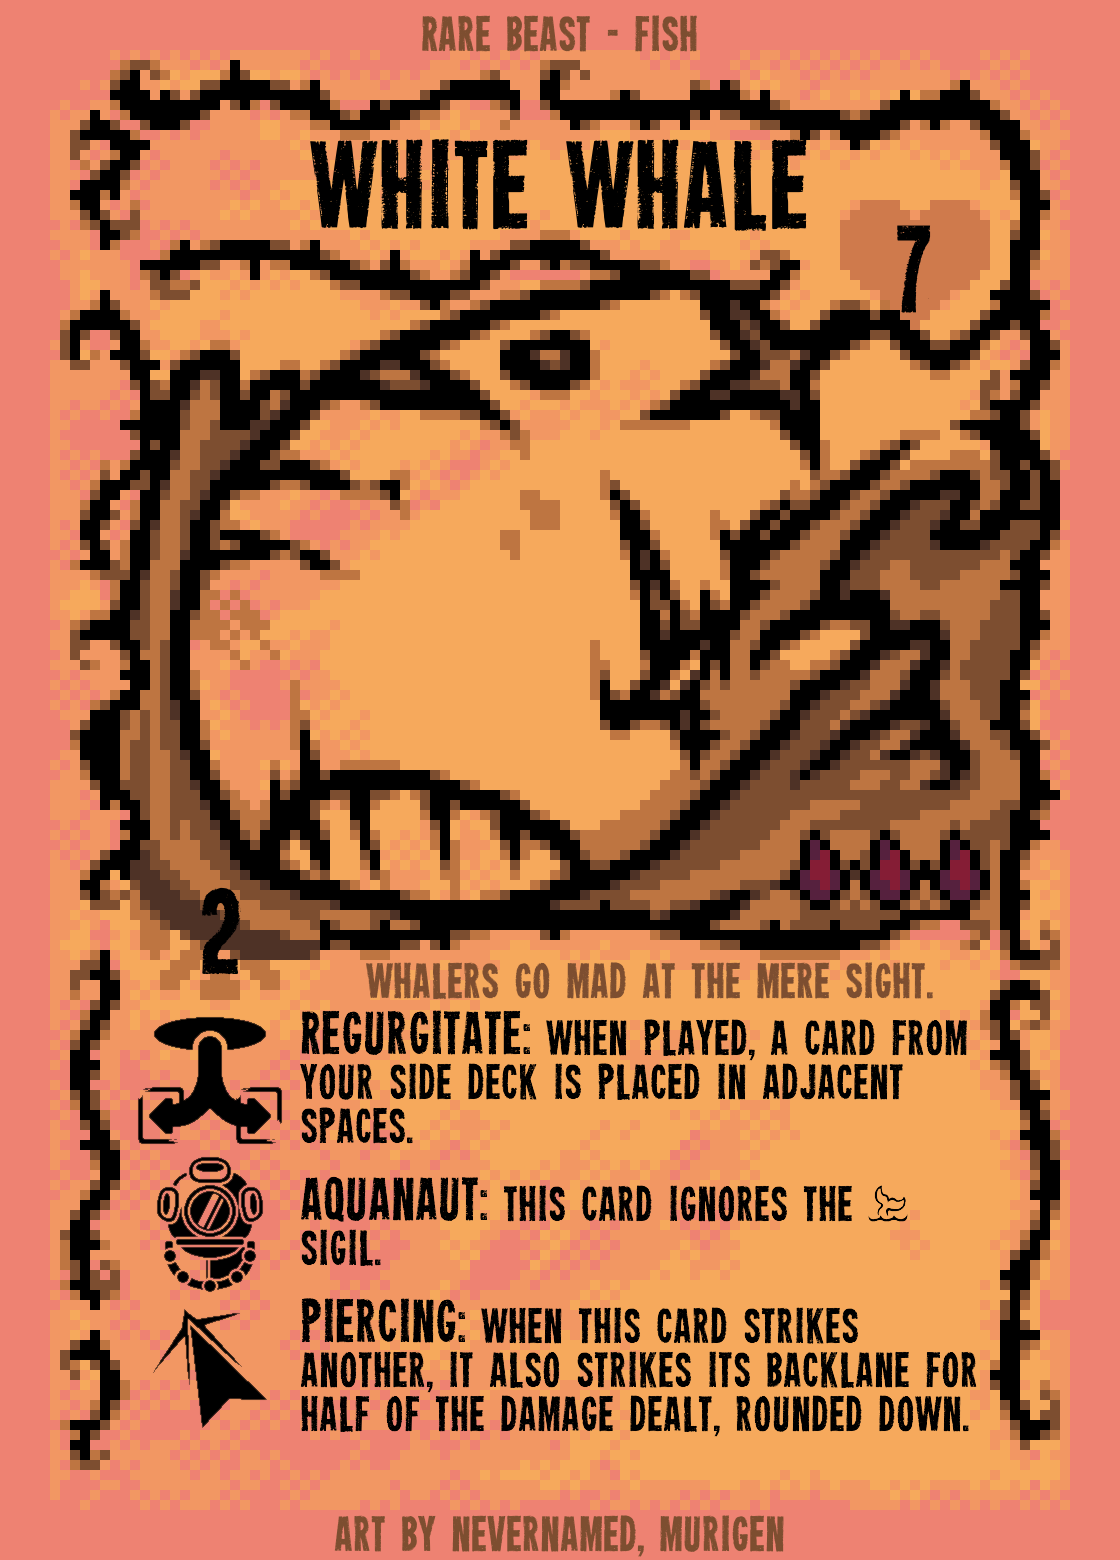 RARE BEAST - FISH
WHITE WHALE
7
2
WHALERS GO MAD AT THE MERE SIGHT.
REGURGITATE: WHEN PLAYED, A CARD FROM
YOUR SIDE DECK IS PLACED IN ADJACENT
SPACES.
AQUANAUT: THIS CARD IGNORES THE
SIGIL.
PIERCING: WHEN THIS CARD STRIKES
ANOTHER, IT ALSO STRIKES ITS BACKLANE FOR
HALF OF THE DAMAGE DEALT, ROUNDED DOWN.
ART BY NEVERNAMED, MURIGEN